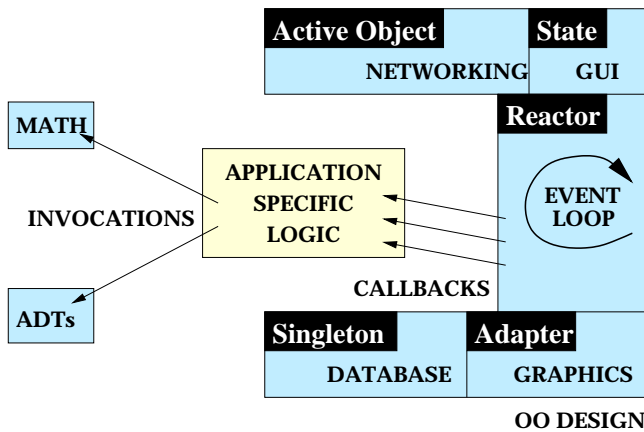 Active Object
State
NETWORKING
GUI
Reactor
MATH
APPLICATION
SPECIFIC
LOGIC
EVENT
LOOP
INVOCATIONS
CALLBACKS
ADTs
Singleton
Adapter
DATABASE
GRAPHICS
OO DESIGN